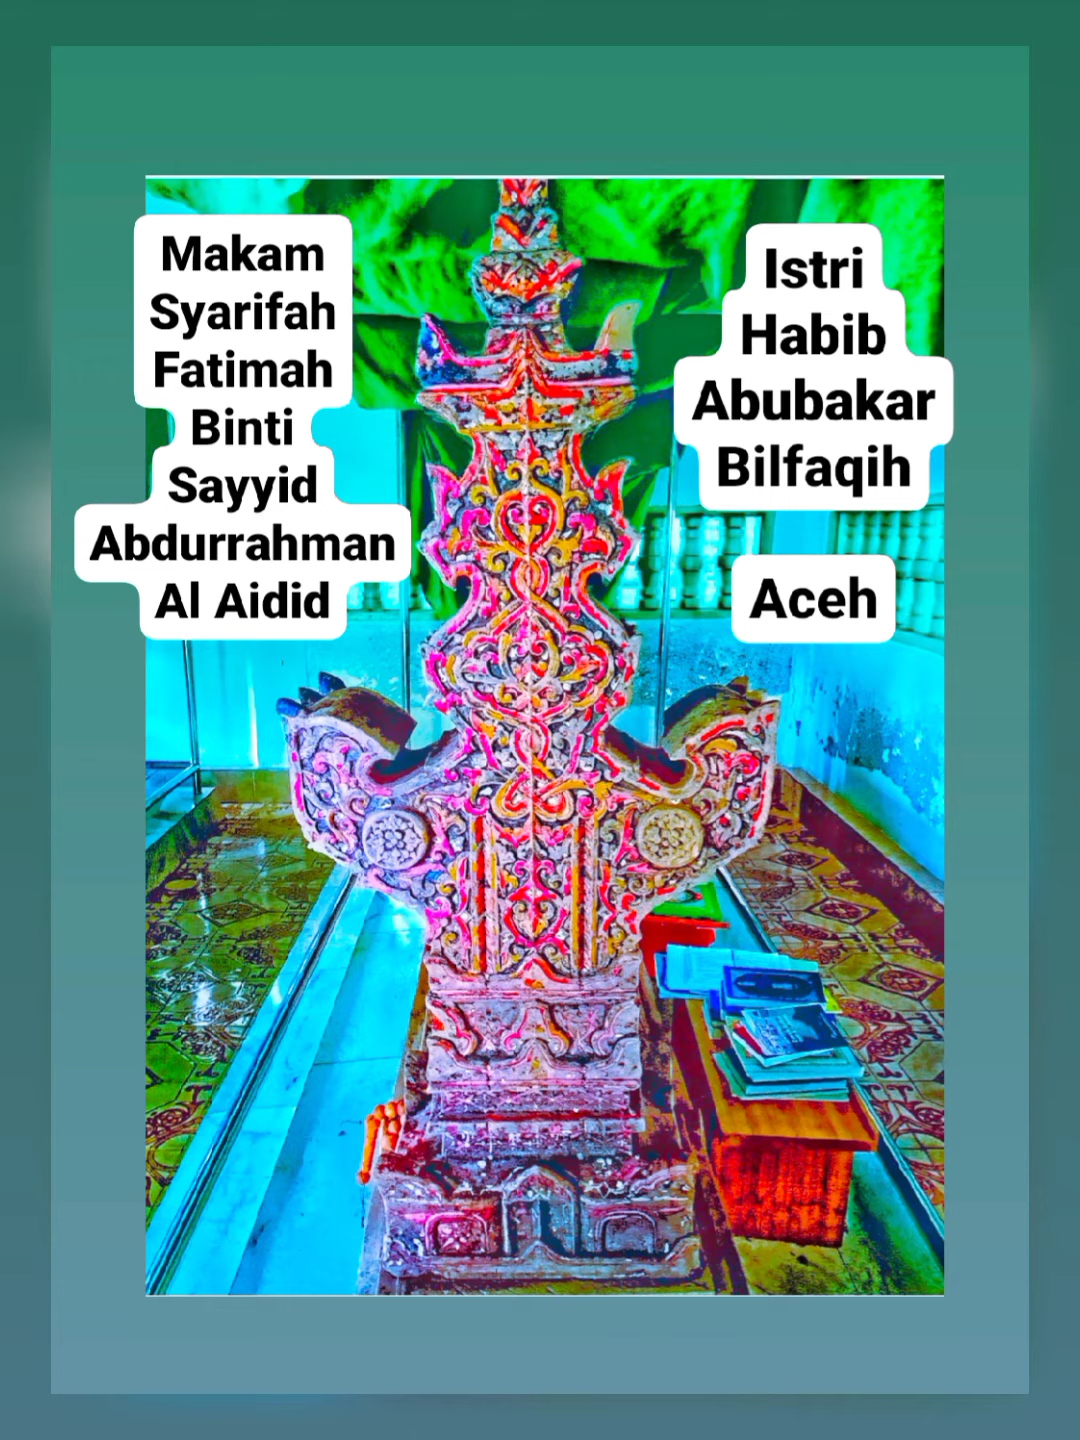 Makam
Syarifah
Fatimah
Binti
Sayyid
Abdurrahman
Al Aidid
Istri
Habib
Abubakar
Bilfaqih
Aceh